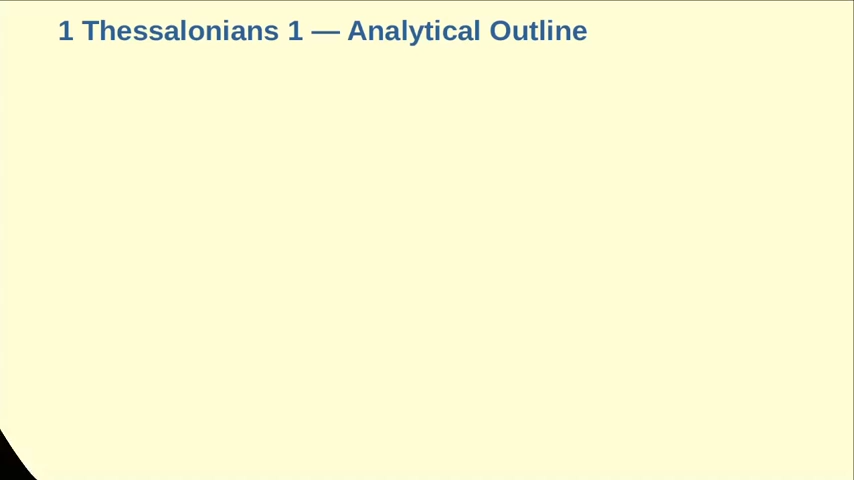 1 Thessalonians 1 — Analytical Outline